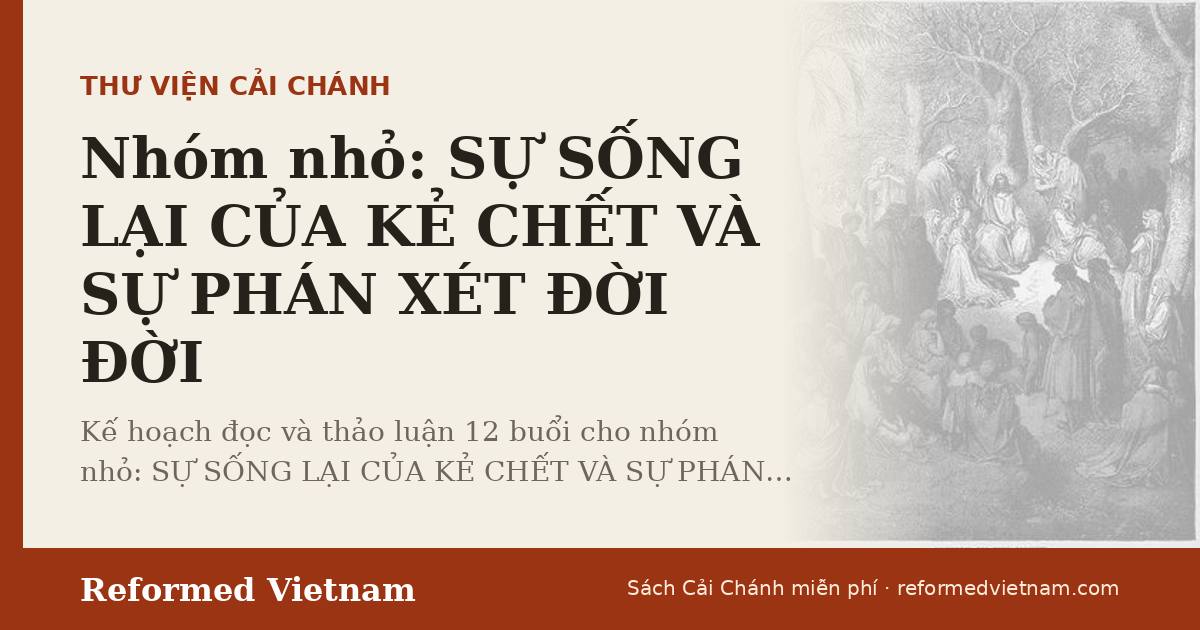 THƯ VIỆN CẢI CHÁNH
Nhóm nhỏ: SỰ SỐNG
LẠI CỦA KẺ CHẾT VÀ
SỰ PHÁN XÉT ĐỜI
ĐỜI
Kế hoạch đọc và thảo luận 12 buổi cho nhóm
nhỏ: SỰ SỐNG LẠI CỦA KẺ CHẾT VÀ SỰ PHÁN...
Reformed Vietnam
Sách Cải Chánh miễn phí · reformedvietnam.com